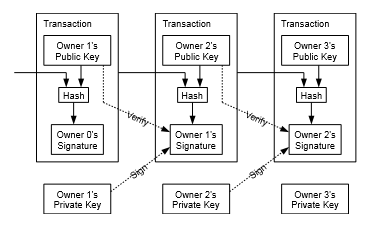 Transaction
Owner 1's
Public Key
Hash
Owner 0's
Signature
Transaction
Owner 2's
Public Key
Hash
Verify
Owner 1's
Signature
Transaction
Owner 3's
Public Key
Hash
Verify
Owner 2's
Signature
Owner 1's
Private Key
Sign
Owner 2's
Private Key
Sign
Owner 3's
Private Key